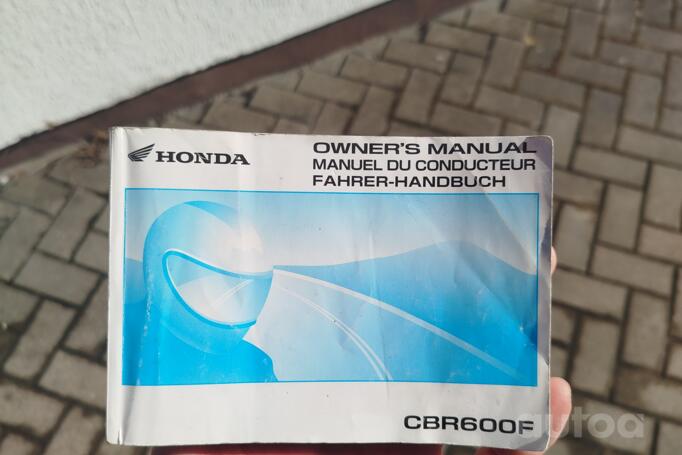 HONDA
OWNER'S MANUAL
MANUEL DU CONDUCTEUR
FAHRER-HANDBUCH
CBR600F
autoa